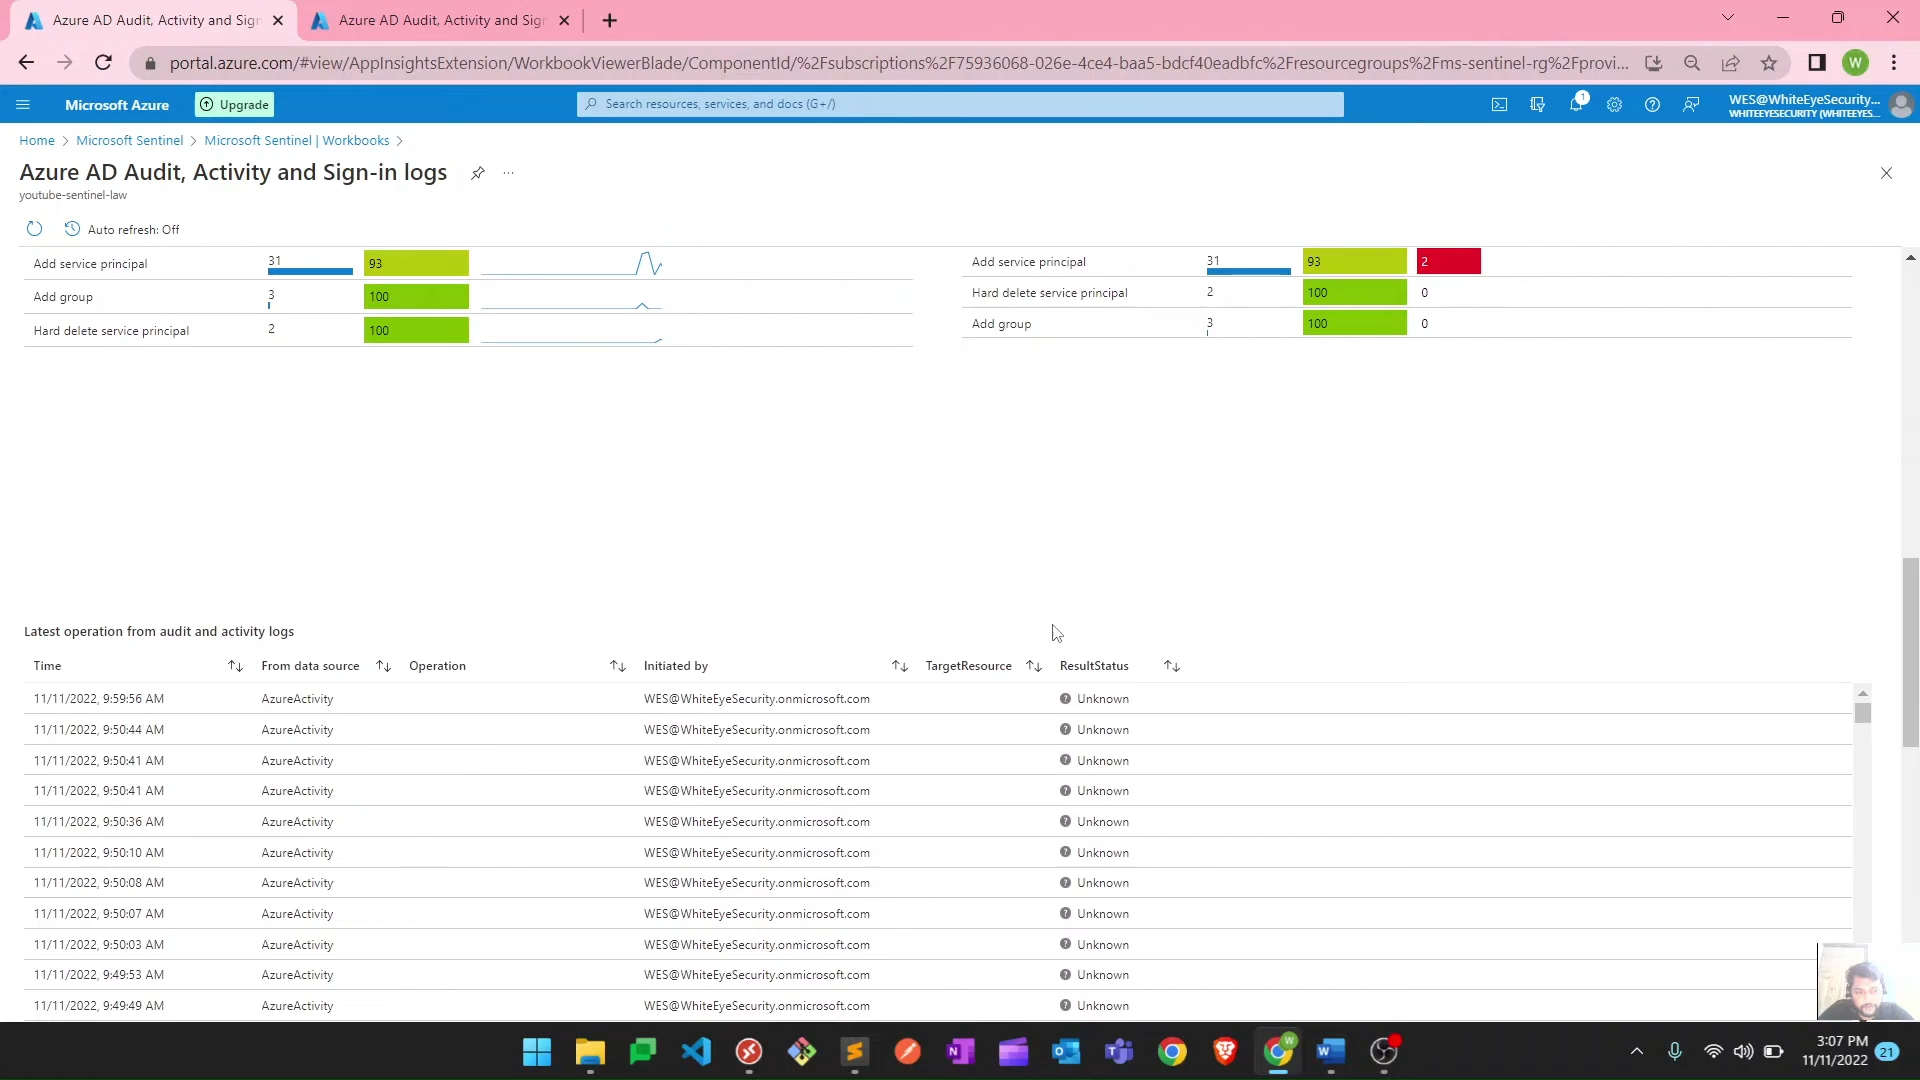 Azure AD Audit, Activity and Sign
Azure AD Audit, Activity and Sign
portal.azure.com/#view/AppInsightsExtension/WorkbookViewerBlade/ComponentId/%2Fsubscriptions%2F75936068-026e-4ce4-baa5-bdcf40eadbfc%2Fresourcegroups%2Fms-sentinel-rg%2Fprovi...
W
Microsoft Azure
Upgrade
Search resources, services, and docs (G+/)
1
WES@WhiteEyeSecurity...
WHITEEYESECURITY (WHITEEYES...
Home > Microsoft Sentinel > Microsoft Sentinel | Workbooks >
Azure AD Audit, Activity and Sign-in logs
youtube-sentinel-law
Auto refresh: Off
Add service principal 31 93
Add group 3 100
Hard delete service principal 2 100
Add service principal 31 93 2
Hard delete service principal 2 100 0
Add group 3 100 0
Latest operation from audit and activity logs
Time From data source Operation Initiated by TargetResource ResultStatus
11/11/2022, 9:59:56 AM AzureActivity WES@WhiteEyeSecurity.onmicrosoft.com Unknown
11/11/2022, 9:50:44 AM AzureActivity WES@WhiteEyeSecurity.onmicrosoft.com Unknown
11/11/2022, 9:50:41 AM AzureActivity WES@WhiteEyeSecurity.onmicrosoft.com Unknown
11/11/2022, 9:50:41 AM AzureActivity WES@WhiteEyeSecurity.onmicrosoft.com Unknown
11/11/2022, 9:50:36 AM AzureActivity WES@WhiteEyeSecurity.onmicrosoft.com Unknown
11/11/2022, 9:50:10 AM AzureActivity WES@WhiteEyeSecurity.onmicrosoft.com Unknown
11/11/2022, 9:50:08 AM AzureActivity WES@WhiteEyeSecurity.onmicrosoft.com Unknown
11/11/2022, 9:50:07 AM AzureActivity WES@WhiteEyeSecurity.onmicrosoft.com Unknown
11/11/2022, 9:50:03 AM AzureActivity WES@WhiteEyeSecurity.onmicrosoft.com Unknown
11/11/2022, 9:49:53 AM AzureActivity WES@WhiteEyeSecurity.onmicrosoft.com Unknown
11/11/2022, 9:49:49 AM AzureActivity WES@WhiteEyeSecurity.onmicrosoft.com Unknown
3:07 PM
11/11/2022
21